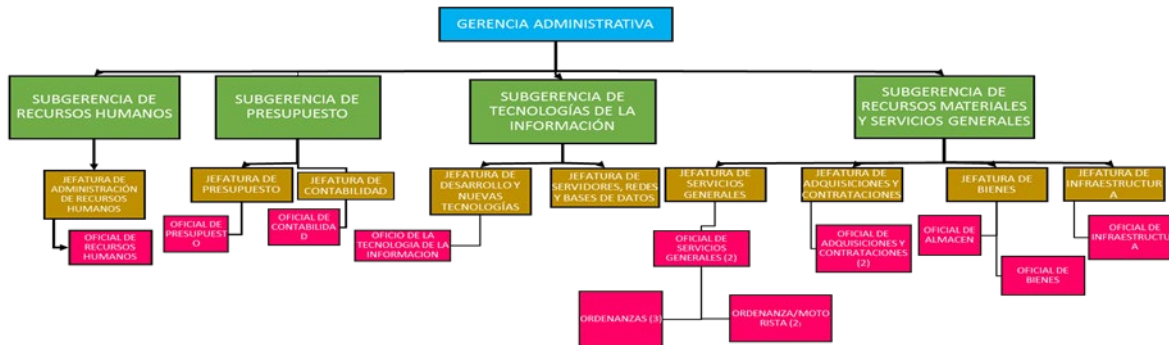 GERENCIA ADMINISTRATIVA
SUBGERENCIA DE
RECURSOS HUMANOS
SUBGERENCIA DE
PRESUPUESTO
SUBGERENCIA DE
TECNOLOGÍAS DE LA
INFORMACIÓN
SUBGERENCIA DE
RECURSOS MATERIALES
Y SERVICIOS GENERALES
JEFATURA DE
ADMINISTRACIÓN
DE RECURSOS
HUMANOS
JEFATURA DE
PRESUPUESTO
JEFATURA DE
CONTABILIDAD
JEFATURA DE
DESARROLLO Y
NUEVAS
TECNOLOGÍAS
JEFATURA DE
SERVIDORES, REDES
Y BASES DE DATOS
JEFATURA DE
SERVICIOS
GENERALES
JEFATURA DE
ADQUISICIONES Y
CONTRATACIONES
JEFATURA DE
BIENES
JEFATURA DE
INFRAESTRUCTUR
A
OFICIAL DE
RECURSOS
HUMANOS
OFICIAL DE
PRESUPUEST
O
OFICIAL DE
CONTABILID
AD
OFICIO DE LA
TECNOLOGIA DE LA
INFORMACION
OFICIAL DE
SERVICIOS
GENERALES (2)
OFICIAL DE
ADQUISICIONES Y
CONTRATACIONES
(2)
OFICIAL DE
ALMACEN
OFICIAL DE
BIENES
OFICIAL DE
INFRAESTRUCTUR
A
ORDENANZAS (3)
ORDENANZA/MOTO
RISTA (2)